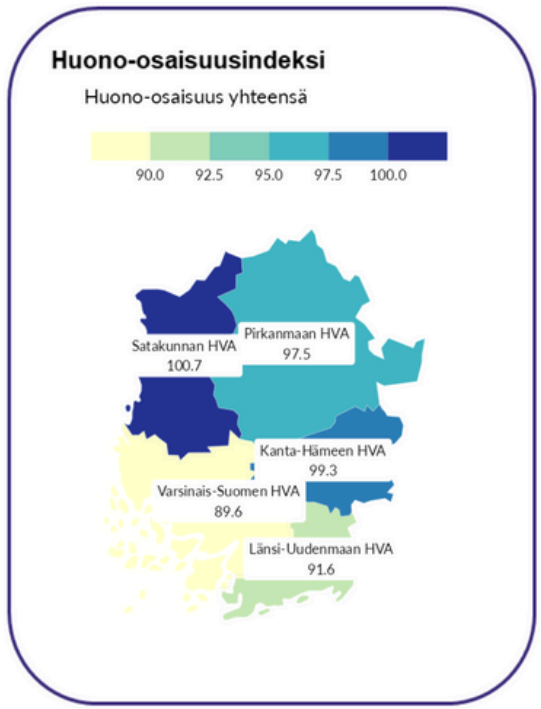 Huono-osaisuusindeksi
Huono-osaisuus yhteensä
90.0 92.5 95.0 97.5 100.0
Pirkanmaan HVA
97.5
Satakunnan HVA
100.7
Kanta-Hämeen HVA
99.3
Varsinais-Suomen HVA
89.6
Länsi-Uudenmaan HVA
91.6